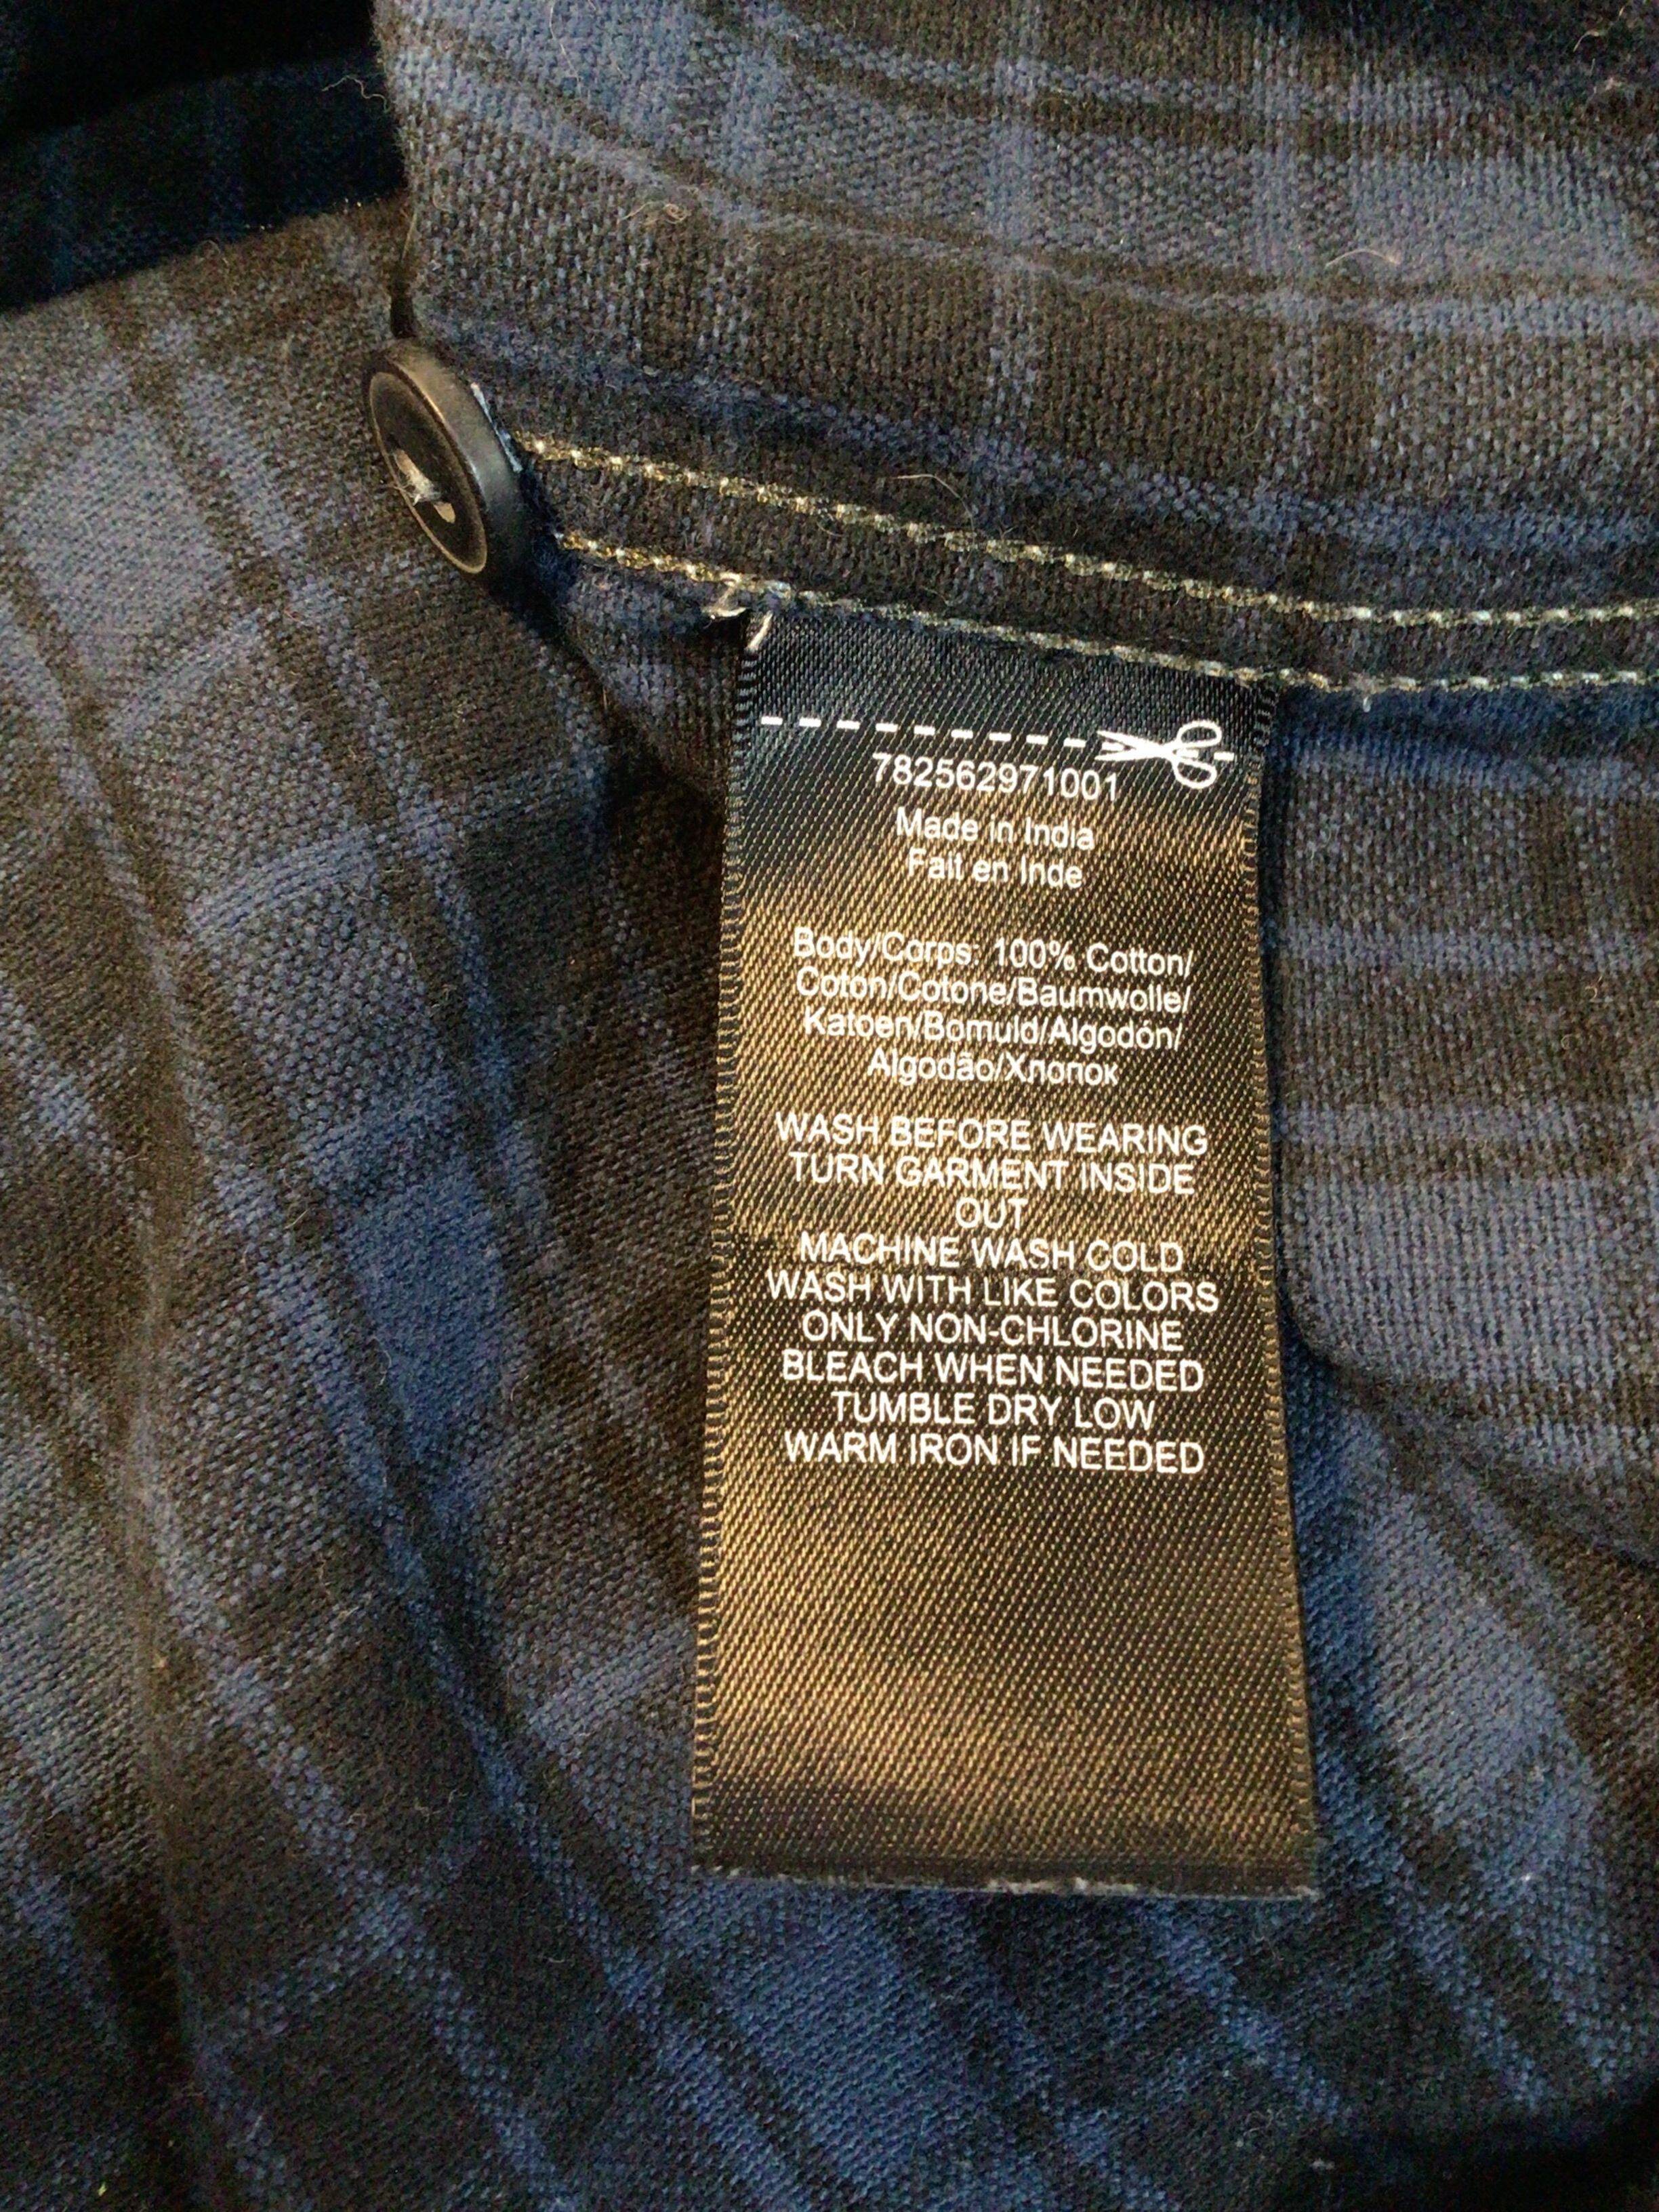 782562971001
Made in India
Fait en Inde
Body/Corps: 100% Cotton/
Coton/Cotone/Baumwolle/
Katoen/Bomuld/Algodón/
Algodão/Хлопок
WASH BEFORE WEARING
TURN GARMENT INSIDE
OUT
MACHINE WASH COLD
WASH WITH LIKE COLORS
ONLY NON-CHLORINE
BLEACH WHEN NEEDED
TUMBLE DRY LOW
WARM IRON IF NEEDED